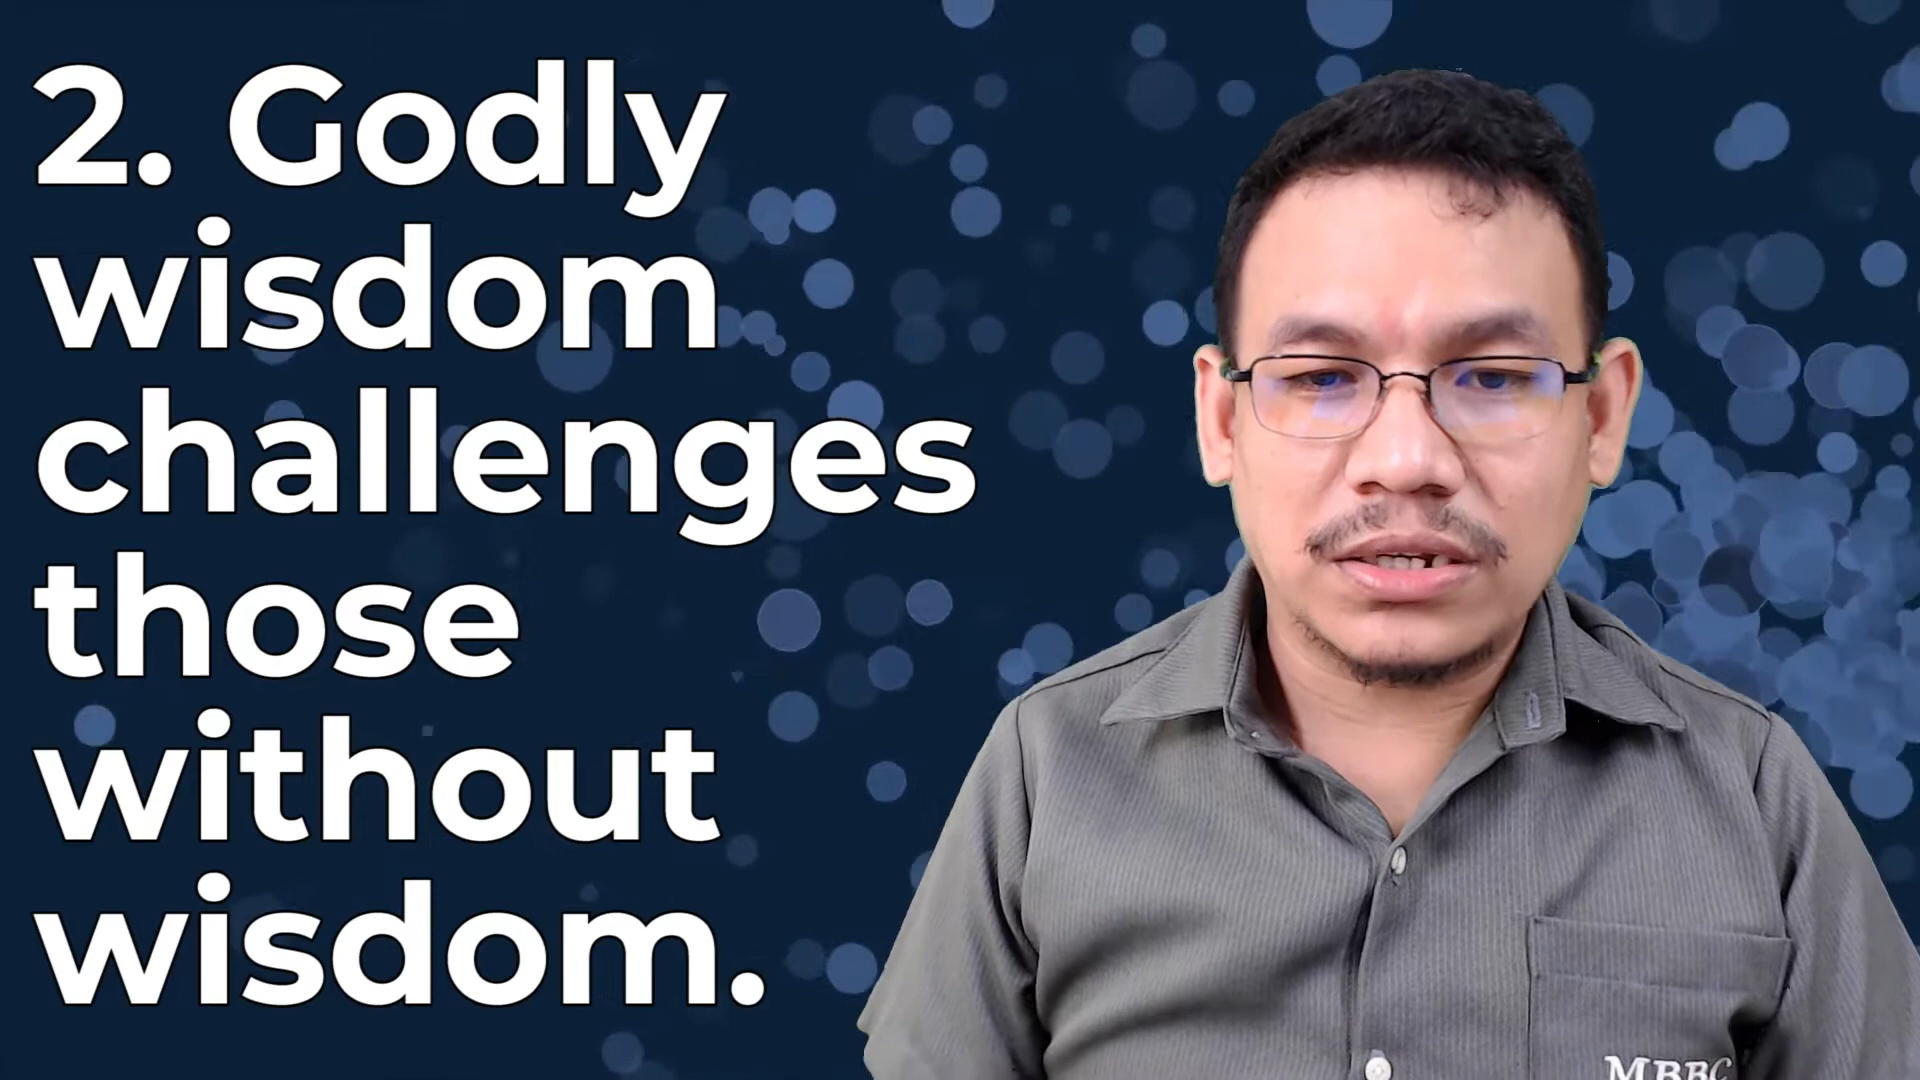 2. Godly
wisdom
challenges
those
without
wisdom.
MBBC